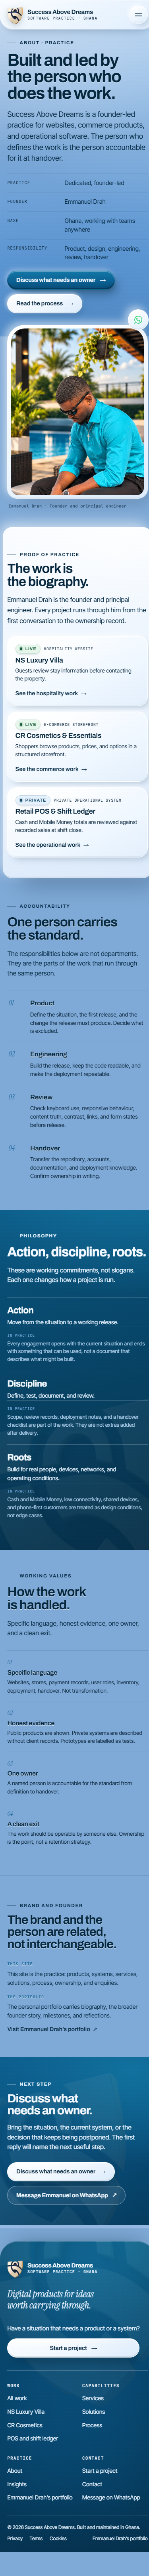 Success Above Dreams
SOFTWARE PRACTICE · GHANA
ABOUT · PRACTICE
Built and led by
the person who
does the work.
Success Above Dreams is a founder-led
software practice for websites,
commerce, mobile products,
and operational software. The person who
defines the work is the person accountable
for it at handover.
PRACTICE Dedicated, founder-led
FOUNDER Emmanuel Drah
BASE Ghana, working with teams
anywhere
RESPONSIBILITY Product, design, engineering,
review, handover
Discuss what needs an owner →
Read the process →
Emmanuel Drah · Founder and principal engineer
PROOF OF PRACTICE
The work is
the biography.
Emmanuel Drah is the founder and principal
engineer. Every project runs through him from the
first conversation to the ownership record.
LIVE HOSPITALITY WEBSITE
NS Luxury Villa
Guests review stay information before contacting
the property.
See the hospitality work →
LIVE E-COMMERCE STOREFRONT
CR Cosmetics & Essentials
Shoppers browse products, prices, and options in a
structured storefront.
See the commerce work →
PRIVATE PRIVATE OPERATIONAL SYSTEM
Retail POS & Shift Ledger
Cash and Mobile Money totals are reviewed against
recorded sales at shift close.
See the operational work →
ACCOUNTABILITY
One person carries
the standard.
The responsibilities below are not departments.
They are the parts of the work that run through
the same person.
01 Product
Define the situation, the first release, and the
change the release must produce. Decide what
is excluded.
02 Engineering
Build the release, keep the code readable, and
make the deployment repeatable.
03 Review
Check keyboard use, responsive behaviour,
content truth, contrast, links, and form states
before release.
04 Handover
Transfer the repository, accounts,
documentation, and deployment knowledge.
Confirm ownership in writing.
PHILOSOPHY
Action, discipline, roots.
These are working commitments, not slogans.
Each one changes how a project is run.
Action
Move from the situation to a working release.
IN PRACTICE
Every engagement opens with the current situation and ends
with something that can be used, not a document that
describes what might be built.
Discipline
Define, test, document, and review.
IN PRACTICE
Scope, review records, deployment notes, and a handover
checklist are part of the work. They are not extras added
after delivery.
Roots
Build for real people, devices, networks, and
operating conditions.
IN PRACTICE
Cash and Mobile Money, low connectivity, shared devices,
and phone-first customers are treated as design conditions,
not edge cases.
WORKING VALUES
How the work
is handled.
Specific language, honest evidence, one owner,
and a clean exit.
01
Specific language
Websites, stores, payment records, user roles, inventory,
deployment, handover. Not transformation.
02
Honest evidence
Public products are shown. Private systems are described
without client records. Prototypes are labelled as tests.
03
One owner
A named person is accountable for the standard from
definition to handover.
04
A clean exit
The work should be operable by someone else. Ownership
is the point, not a retention strategy.
BRAND AND FOUNDER
The brand and the
person are related,
not interchangeable.
THIS SITE
This site is the practice: products, systems, services,
solutions, process, ownership, and enquiries.
THE PORTFOLIO
The personal portfolio carries biography, the broader
founder story, milestones, and reflections.
Visit Emmanuel Drah's portfolio ↗
NEXT STEP
Discuss what
needs an owner.
Bring the situation, the current system, or the
decision that keeps being postponed. The first
reply will name the next useful step.
Discuss what needs an owner →
Message Emmanuel on WhatsApp ↗
Success Above Dreams
SOFTWARE PRACTICE · GHANA
Digital products for ideas
worth carrying through.
Have a situation that needs a product or a system?
Start a project →
WORK CAPABILITIES
All work Services
NS Luxury Villa Solutions
CR Cosmetics Process
POS and shift ledger
PRACTICE CONTACT
About Start a project
Insights Contact
Emmanuel Drah's portfolio Message on WhatsApp
© 2026 Success Above Dreams. Built and maintained in Ghana.
Privacy Terms Cookies Emmanuel Drah's portfolio